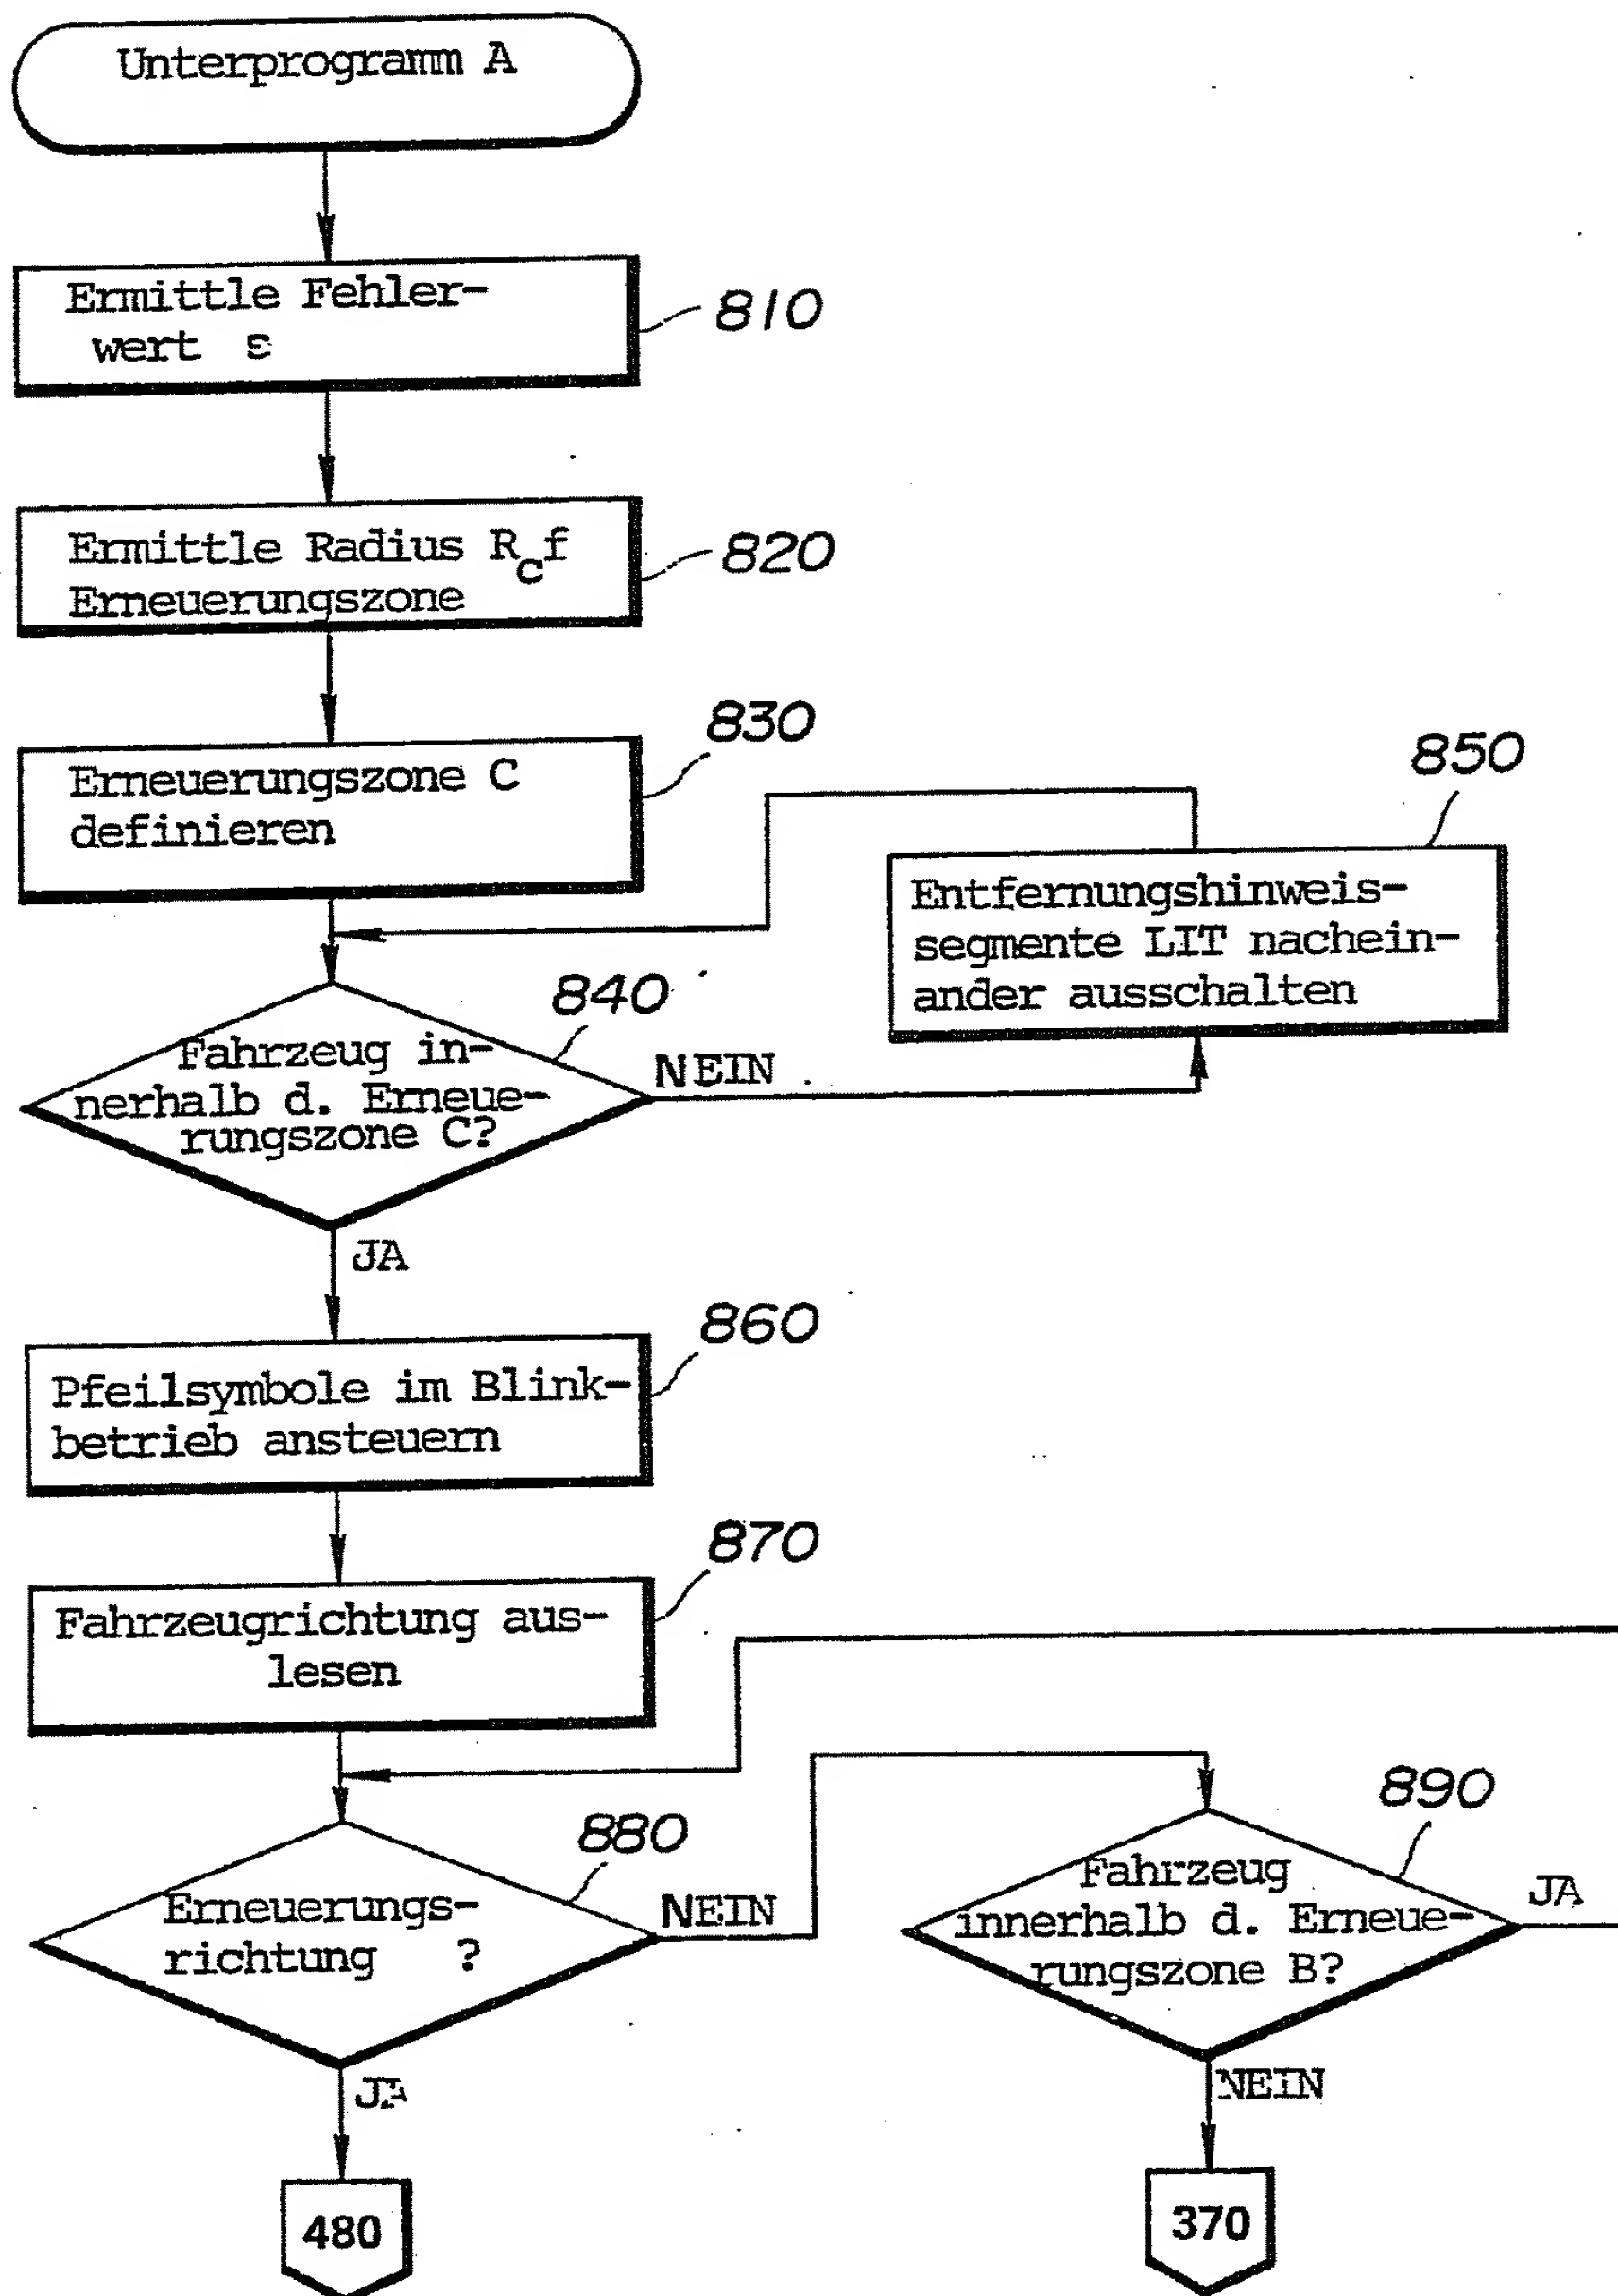 Unterprogramm A
Ermittle Fehler-
wert ε
810
Ermittle Radius Rcf
Erneuerungszone
820
Erneuerungszone C
definieren
830
850
Entfernungshinweis-
segmente LIT nachein-
ander ausschalten
840
Fahrzeug in-
nerhalb d. Erneue-
rungszone C?
NEIN
JA
860
Pfeilsymbole im Blink-
betrieb ansteuern
870
Fahrzeugrichtung aus-
lesen
880
Erneuerungs-
richtung ?
NEIN
890
Fahrzeug
innerhalb d. Erneue-
rungszone B?
JA
JA
NEIN
480
370